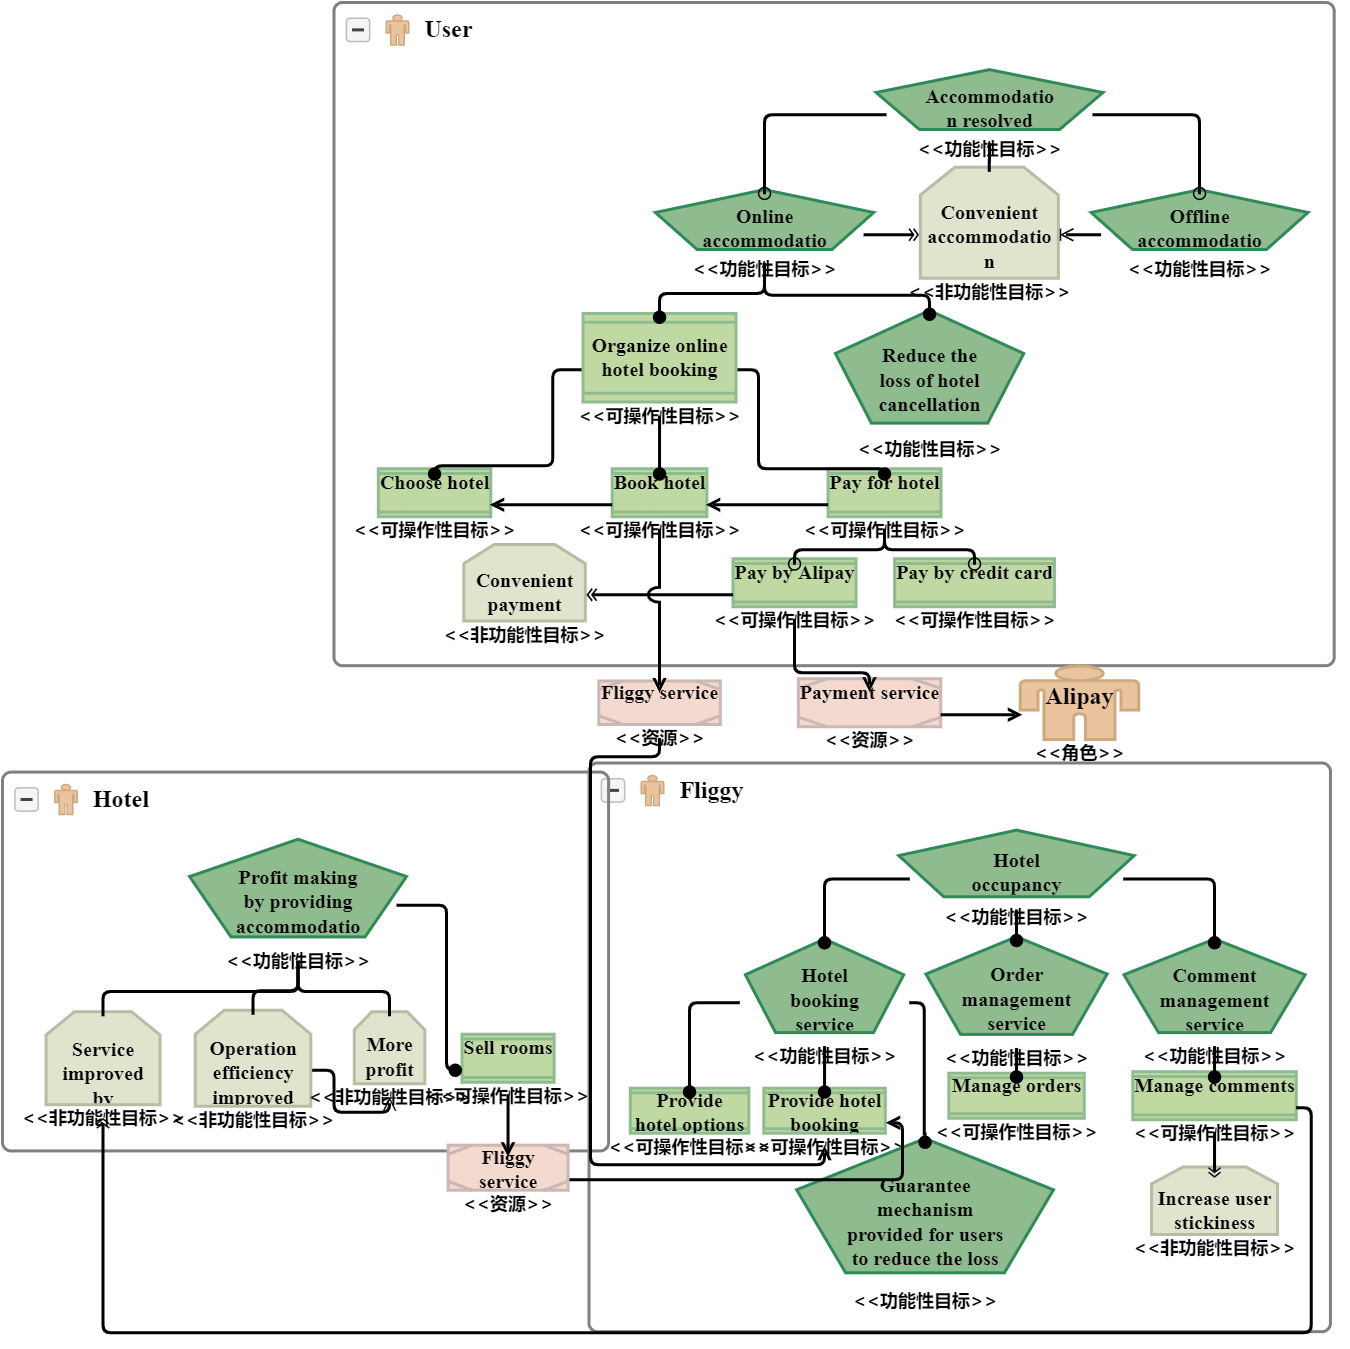 User
Accommodatio
n resolved
<<功能性目标>>
Online
accommodatio
<<功能性目标>>
Convenient
accommodatio
n
<<非功能性目标>>
Offline
accommodatio
<<功能性目标>>
Organize online
hotel booking
<<可操作性目标>>
Reduce the
loss of hotel
cancellation
<<功能性目标>>
Choose hotel
<<可操作性目标>>
Book hotel
<<可操作性目标>>
Pay for hotel
<<可操作性目标>>
Convenient
payment
<<非功能性目标>>
Pay by Alipay
<<可操作性目标>>
Pay by credit card
<<可操作性目标>>
Fliggy service
<<资源>>
Payment service
<<资源>>
Alipay
<<角色>>
Hotel
Profit making
by providing
accommodatio
<<功能性目标>>
Service
improved
by
<<非功能性目标>>
Operation
efficiency
improved
<<非功能性目标>>
More
profit
<<非功能性目标>>
Sell rooms
<<可操作性目标>>
Fliggy
service
<<资源>>
Fliggy
Hotel
occupancy
<<功能性目标>>
Hotel
booking
service
<<功能性目标>>
Order
management
service
<<功能性目标>>
Comment
management
service
<<功能性目标>>
Provide
hotel options
<<可操作性目标>>
Provide hotel
booking
<<可操作性目标>>
Manage orders
<<可操作性目标>>
Manage comments
<<可操作性目标>>
Guarantee
mechanism
provided for users
to reduce the loss
<<功能性目标>>
Increase user
stickiness
<<非功能性目标>>